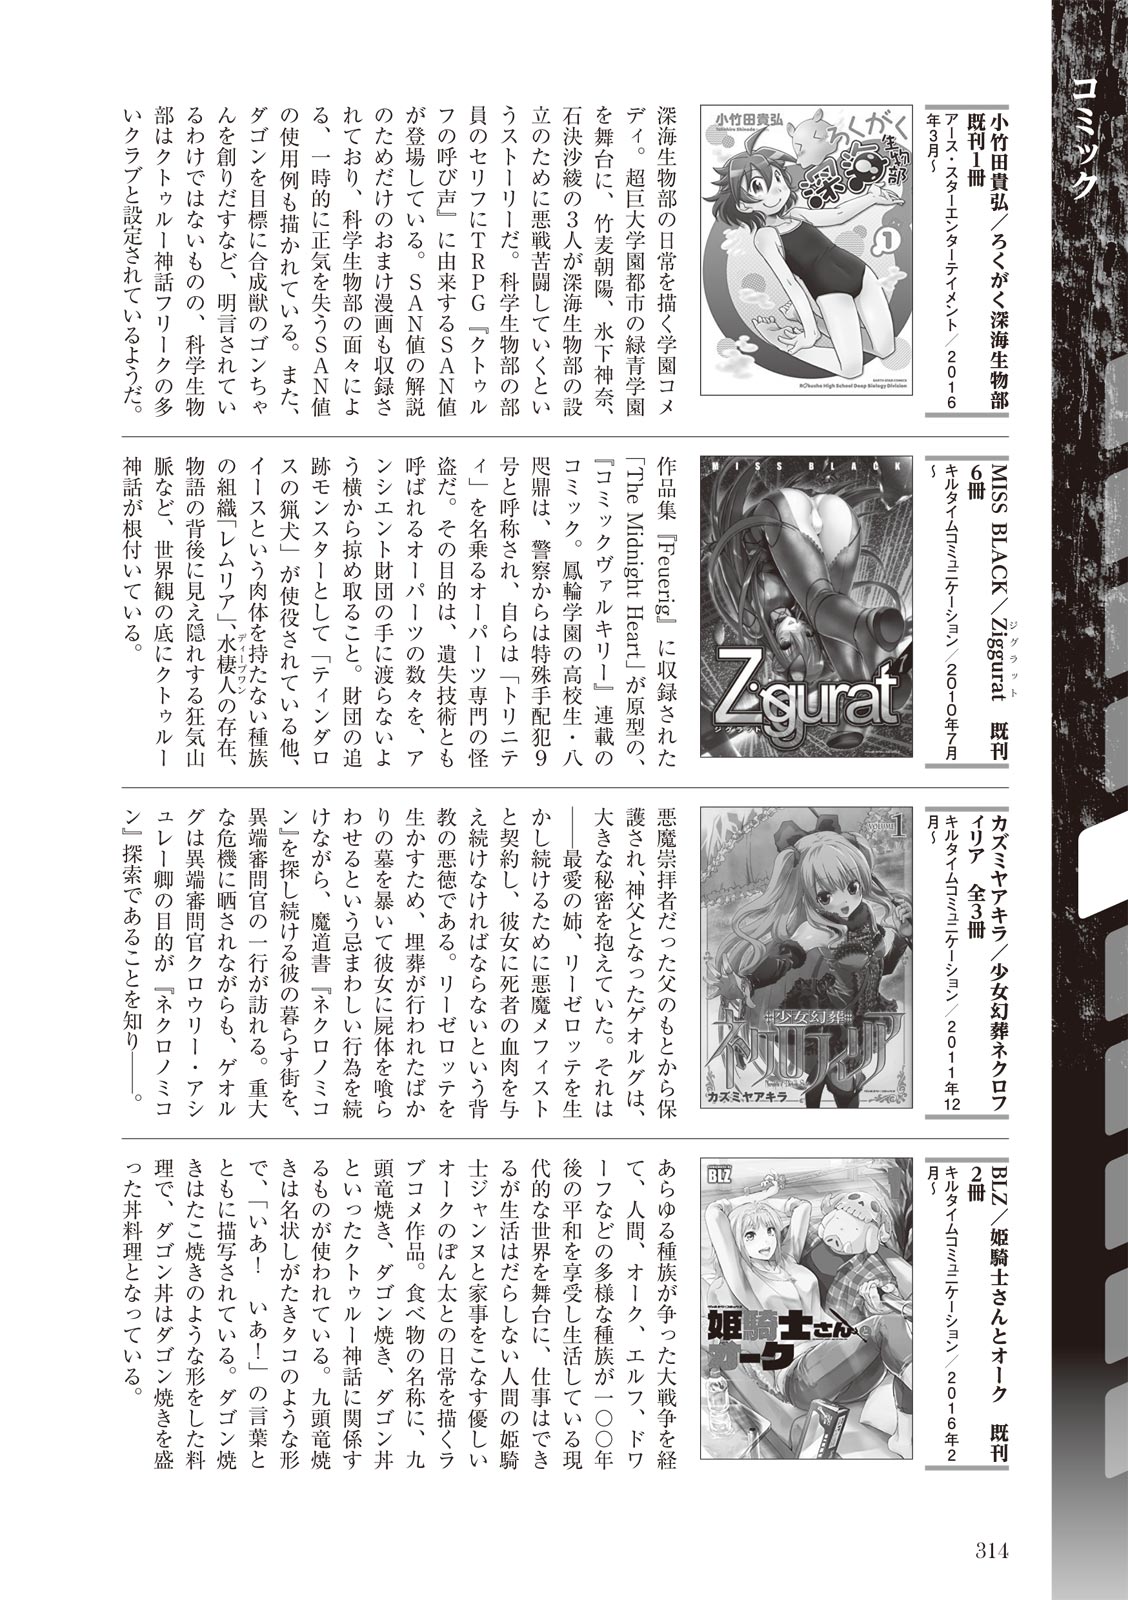 コミック
小竹田貴弘／ろくがく深海生物部
既刊1冊
アース・スターエンターテイメント／2016
年3月～
小竹田貴弘
ろくがく
深海生物部
1
Rokusho High School Deep Biology Division
深海生物部の日常を描く学園コメ
ディ。超巨大学園都市の緑青学園
を舞台に、竹麦朝陽、氷下神奈、
石決沙綾の3人が深海生物部の設
立のために悪戦苦闘していくとい
うストーリーだ。科学生物部の部
員のセリフにTRPG『クトゥル
フの呼び声』に由来するSAN値
が登場している。SAN値の解説
のためだけのおまけ漫画も収録さ
れており、科学生物部の面々によ
る、一時的に正気を失うSAN値
の使用例も描かれている。また、
ダゴンを目標に合成獣のゴンちゃ
んを創りだすなど、明言されてい
るわけではないものの、科学生物
部はクトゥルー神話フリークの多
いクラブと設定されているようだ。
MISS BLACK／Ziggurat　既刊
ジグラット
6冊
キルタイムコミュニケーション／2010年7月
～
MISS BLACK
Ziggurat
ジグラット
1
作品集『Feuerig』に収録された
「The Midnight Heart」が原型の、
『コミックヴァルキリー』連載の
コミック。鳳輪学園の高校生・八
咫鼎は、警察からは特殊手配犯9
号と呼称され、自らは「トリニテ
ィ」を名乗るオーパーツ専門の怪
盗だ。その目的は、遺失技術とも
呼ばれるオーパーツの数々を、ア
ンシエント財団の手に渡らないよ
う横から掠め取ること。財団の追
跡モンスターとして「ティンダロ
スの猟犬」が使役されている他、
イースという肉体を持たない種族
の組織「レムリア」、水棲人の存在、
ディープワン
物語の背後に見え隠れする狂気山
脈など、世界観の底にクトゥルー
神話が根付いている。
カズミヤアキラ／少女幻葬ネクロフ
ィリア　全3冊
キルタイムコミュニケーション／2011年12
月～
volume 1
少女幻葬
ネクロフィリア
カズミヤアキラ
悪魔崇拝者だった父のもとから保
護され、神父となったゲオルグは、
大きな秘密を抱えていた。それは
――最愛の姉、リーゼロッテを生
かし続けるために悪魔メフィスト
と契約し、彼女に死者の血肉を与
え続けなければならないという背
教の悪徳である。リーゼロッテを
生かすため、埋葬が行われたばか
りの墓を暴いて彼女に屍体を喰ら
わせるという忌まわしい行為を続
けながら、魔道書『ネクロノミコ
ン』を探し続ける彼の暮らす街を、
異端審問官の一行が訪れる。重大
な危機に晒されながらも、ゲオル
グは異端審問官クロウリー・アシ
ュレー卿の目的が『ネクロノミコ
ン』探索であることを知り――。
BLZ／姫騎士さんとオーク　既刊
2冊
キルタイムコミュニケーション／2016年2
月～
BLZ
姫騎士さんと
オーク
あらゆる種族が争った大戦争を経
て、人間、オーク、エルフ、ドワ
ーフなどの多様な種族が一〇〇年
後の平和を享受し生活している現
代的な世界を舞台に、仕事はでき
るが生活はだらしない人間の姫騎
士ジャンヌと家事をこなす優しい
オークのぽん太との日常を描くラ
ブコメ作品。食べ物の名称に、九
頭竜焼き、ダゴン焼き、ダゴン丼
といったクトゥルー神話に関係す
るものが使われている。九頭竜焼
きは名状しがたきタコのような形
で、「いあ！　いあ！」の言葉と
ともに描写されている。ダゴン焼
きはたこ焼きのような形をした料
理で、ダゴン丼はダゴン焼きを盛
った丼料理となっている。
314